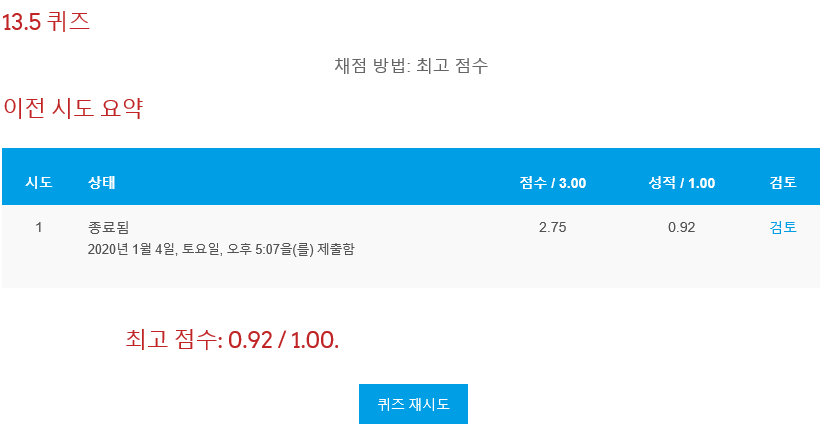 13.5 퀴즈
채점 방법: 최고 점수
이전 시도 요약
시도 상태 점수 / 3.00 성적 / 1.00 검토
1 종료됨 2.75 0.92 검토
2020년 1월 4일, 토요일, 오후 5:07을(를) 제출함
최고 점수: 0.92 / 1.00.
퀴즈 재시도